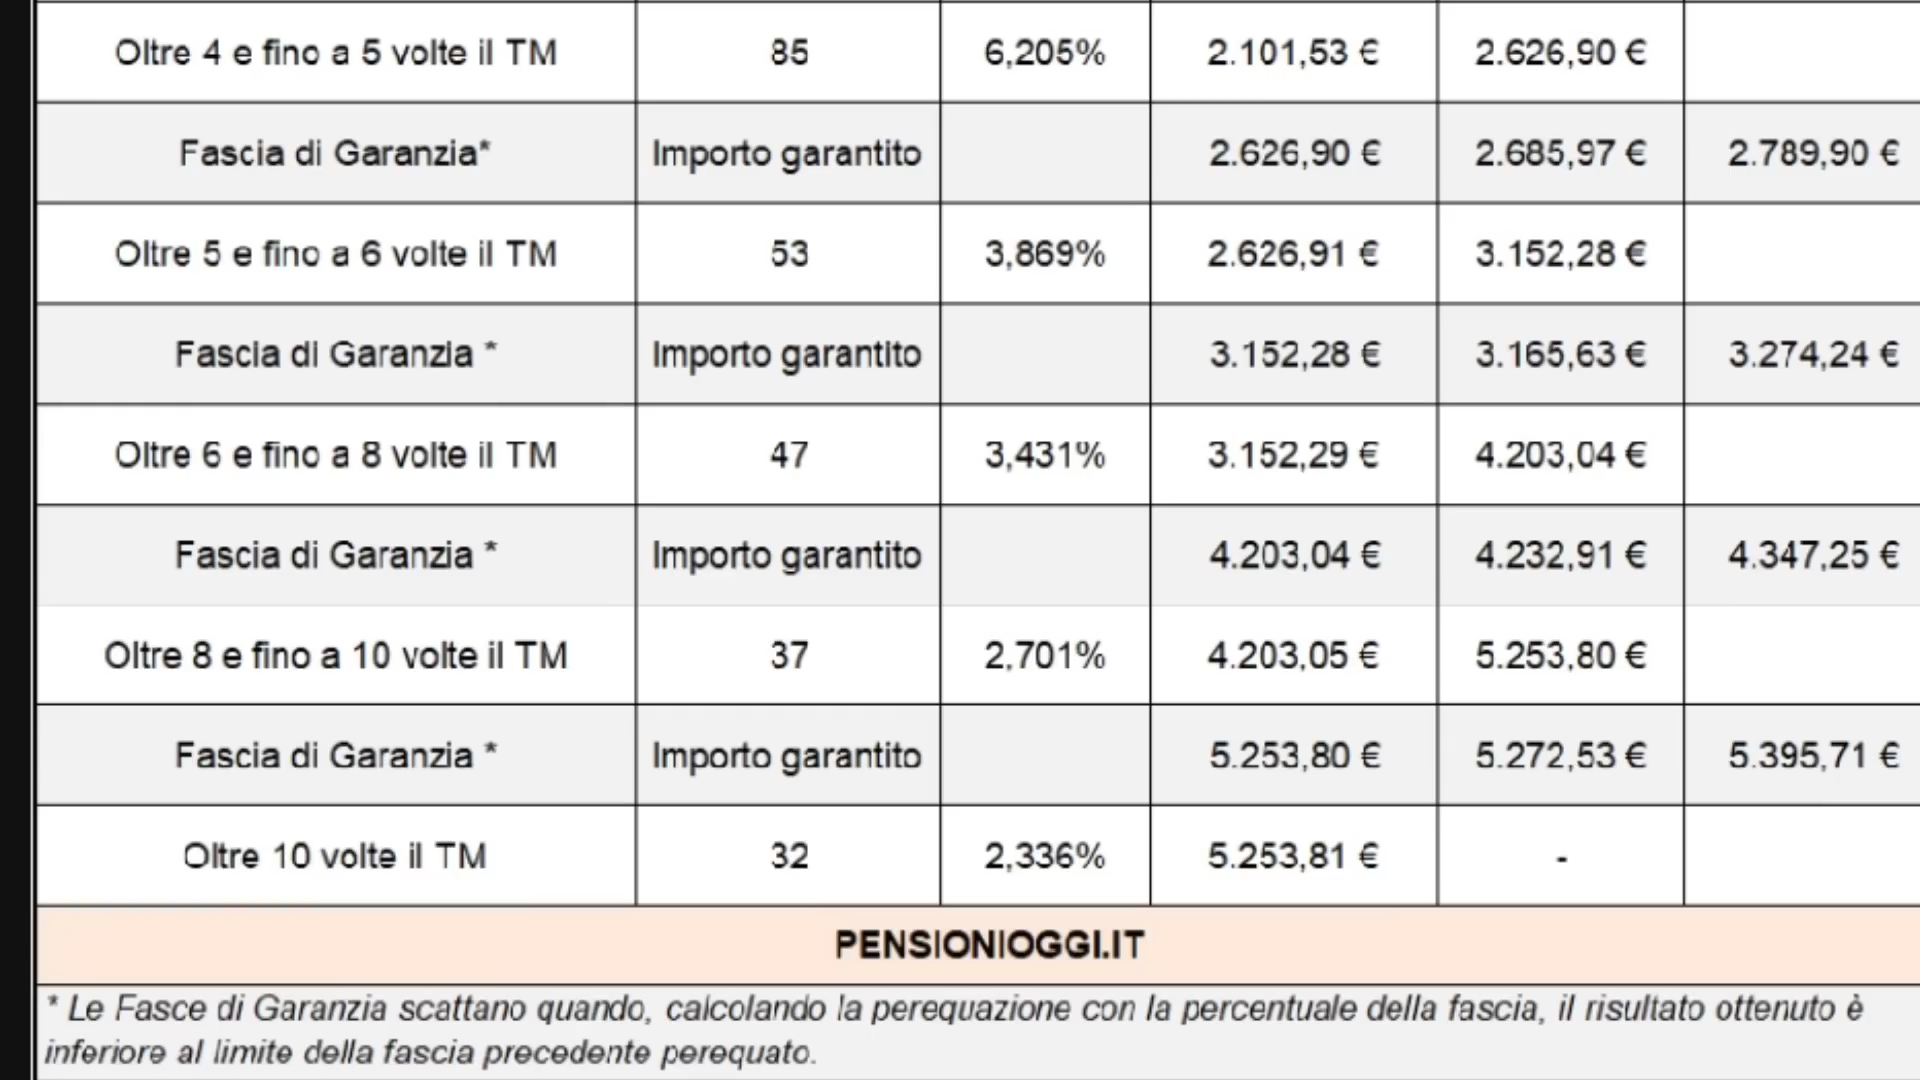 Oltre 4 e fino a 5 volte il TM 85 6,205% 2.101,53 € 2.626,90 €
Fascia di Garanzia* Importo garantito 2.626,90 € 2.685,97 € 2.789,90 €
Oltre 5 e fino a 6 volte il TM 53 3,869% 2.626,91 € 3.152,28 €
Fascia di Garanzia * Importo garantito 3.152,28 € 3.165,63 € 3.274,24 €
Oltre 6 e fino a 8 volte il TM 47 3,431% 3.152,29 € 4.203,04 €
Fascia di Garanzia * Importo garantito 4.203,04 € 4.232,91 € 4.347,25 €
Oltre 8 e fino a 10 volte il TM 37 2,701% 4.203,05 € 5.253,80 €
Fascia di Garanzia * Importo garantito 5.253,80 € 5.272,53 € 5.395,71 €
Oltre 10 volte il TM 32 2,336% 5.253,81 € -
PENSIONIOGGI.IT
* Le Fasce di Garanzia scattano quando, calcolando la perequazione con la percentuale della fascia, il risultato ottenuto è
inferiore al limite della fascia precedente perequato.